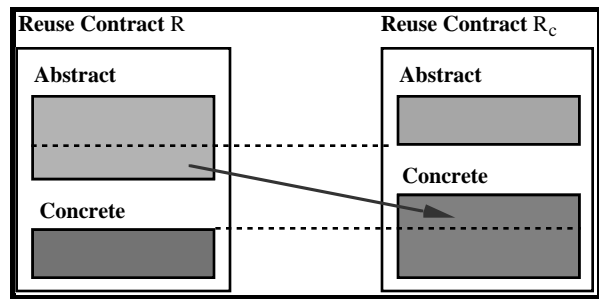 Reuse Contract R
Abstract
Concrete
Reuse Contract Rc
Abstract
Concrete